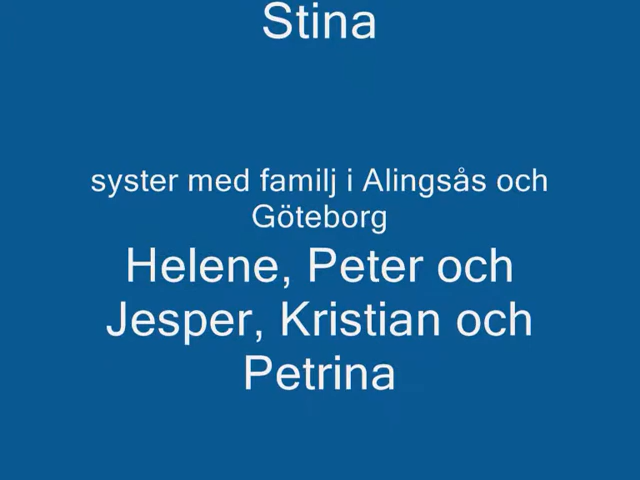 Stina
syster med familj i Alingsås och
Göteborg
Helene, Peter och
Jesper, Kristian och
Petrina